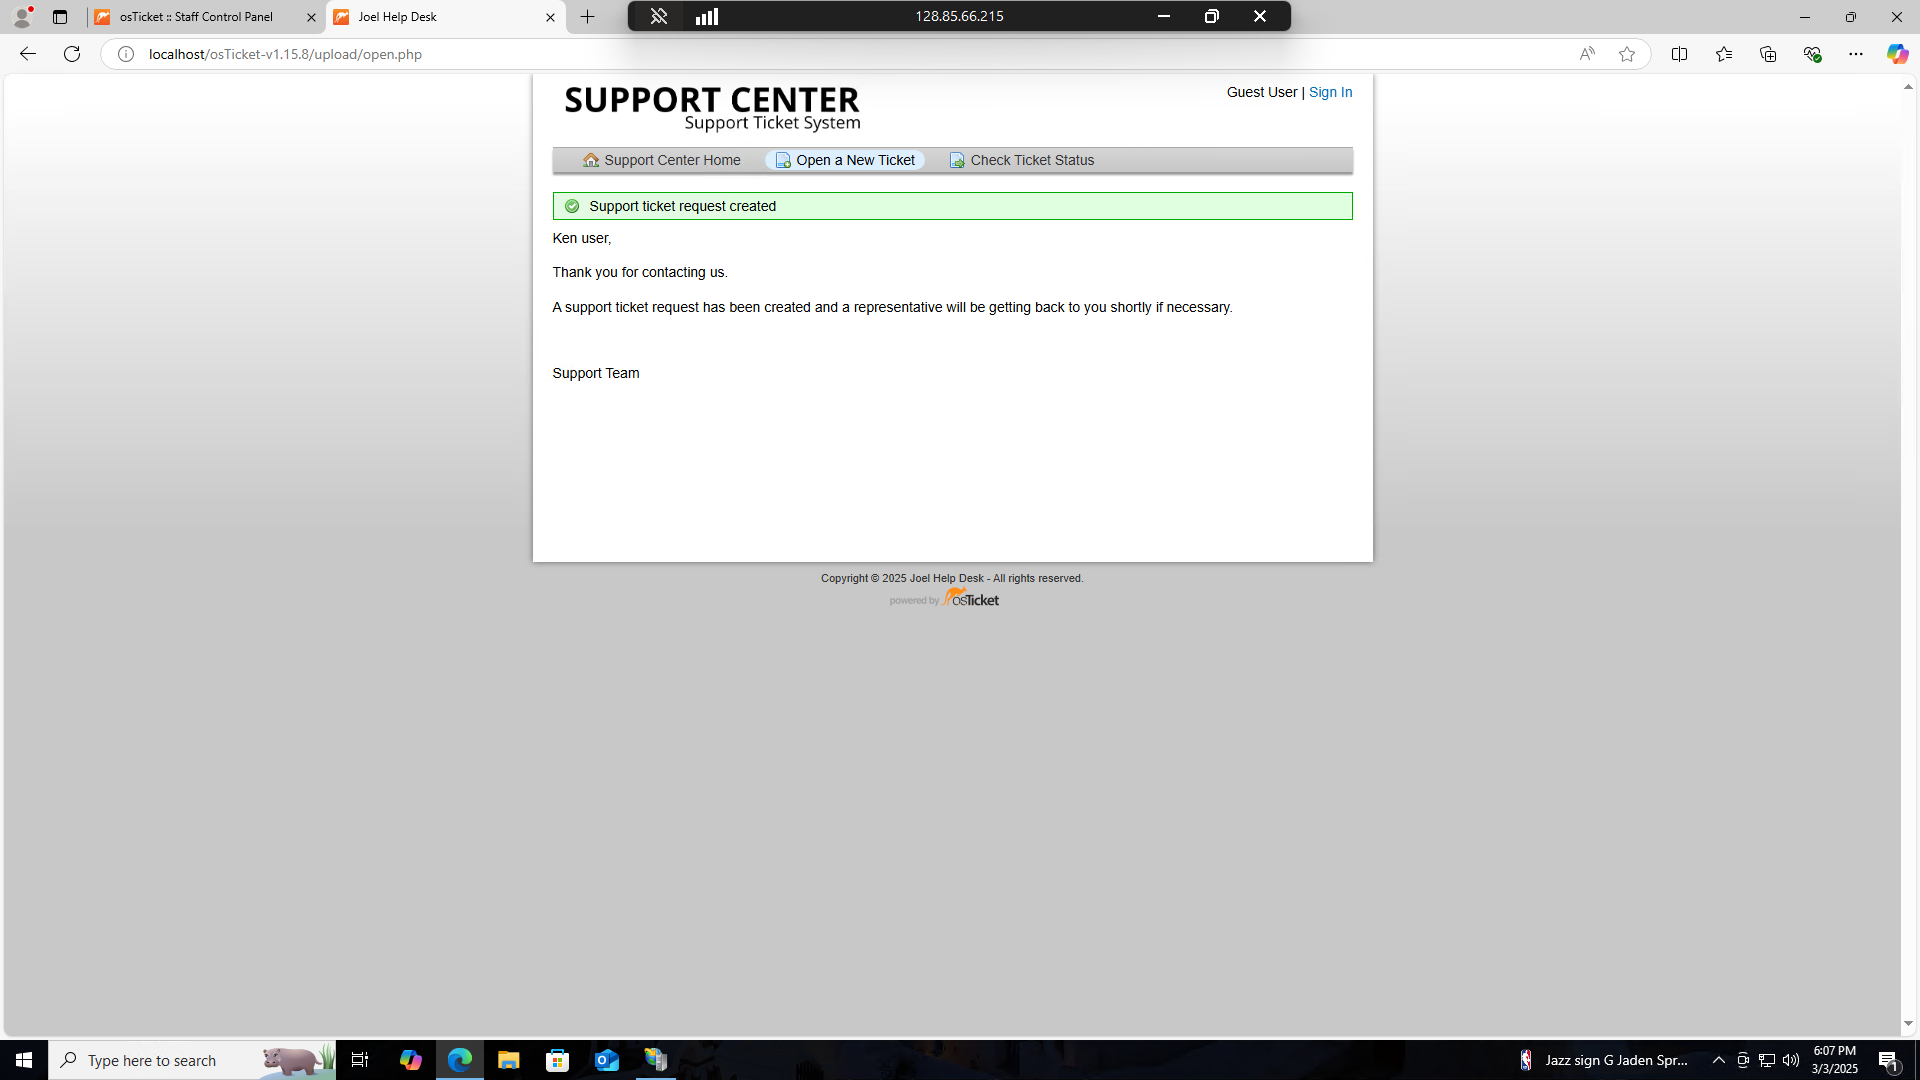 osTicket :: Staff Control Panel
Joel Help Desk
128.85.66.215
localhost/osTicket-v1.15.8/upload/open.php
SUPPORT CENTER
Support Ticket System
Guest User | Sign In
Support Center Home
Open a New Ticket
Check Ticket Status
Support ticket request created
Ken user,
Thank you for contacting us.
A support ticket request has been created and a representative will be getting back to you shortly if necessary.
Support Team
Copyright © 2025 Joel Help Desk - All rights reserved.
powered by osTicket
Type here to search
Jazz sign G Jaden Spr...
6:07 PM
3/3/2025
1